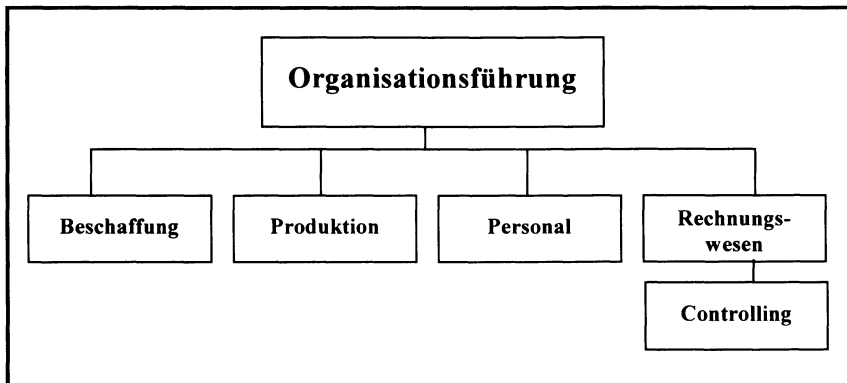 Organisationsführung
Beschaffung
Produktion
Personal
Rechnungs-
wesen
Controlling